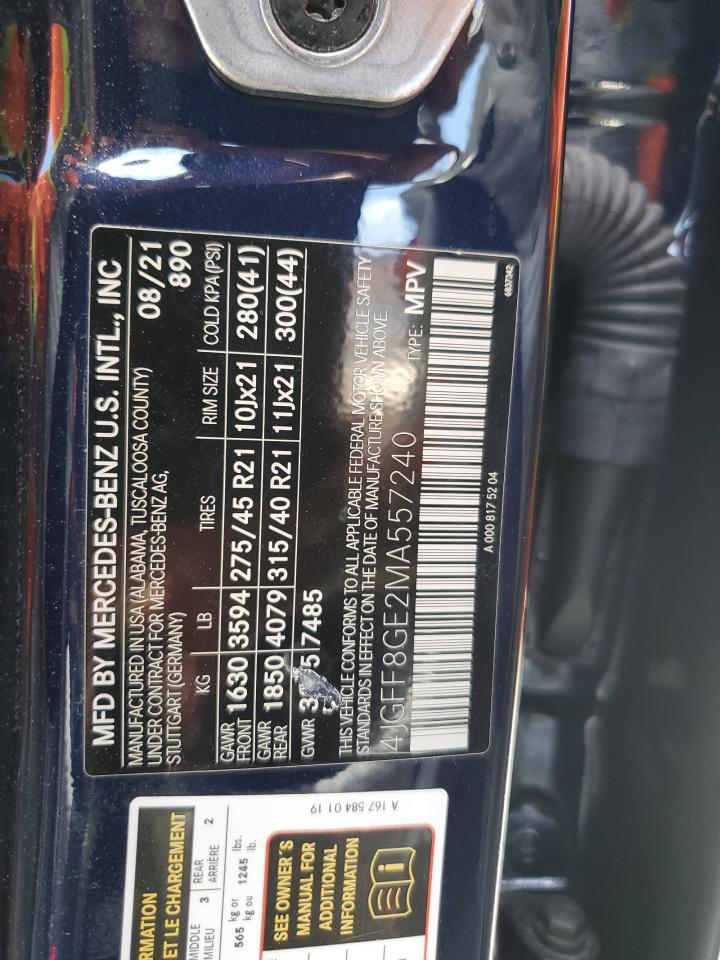 MFD BY MERCEDES-BENZ U.S. INTL., INC
MANUFACTURED IN USA (ALABAMA, TUSCALOOSA COUNTY)
UNDER CONTRACT FOR MERCEDES-BENZ AG, 08/21
STUTTGART (GERMANY) 890
KG LB TIRES RIM SIZE COLD KPA (PSI)
GAWR
FRONT 1630 3594 275/45 R21 10Jx21 280(41)
GAWR
REAR 1850 4079 315/40 R21 11Jx21 300(44)
GVWR 7485
THIS VEHICLE CONFORMS TO ALL APPLICABLE FEDERAL MOTOR VEHICLE SAFETY
STANDARDS IN EFFECT ON THE DATE OF MANUFACTURE SHOWN ABOVE.
4JGFF8GE2MA557240 TYPE: MPV
6837342
A 000 817 52 04
RMATION
ET LE CHARGEMENT
MIDDLE 3 REAR 2
MILIEU ARRIÈRE
565 kg or 1245 lbs.
kg ou lb.
SEE OWNER'S
MANUAL FOR
ADDITIONAL
INFORMATION
A 167 584 01 19